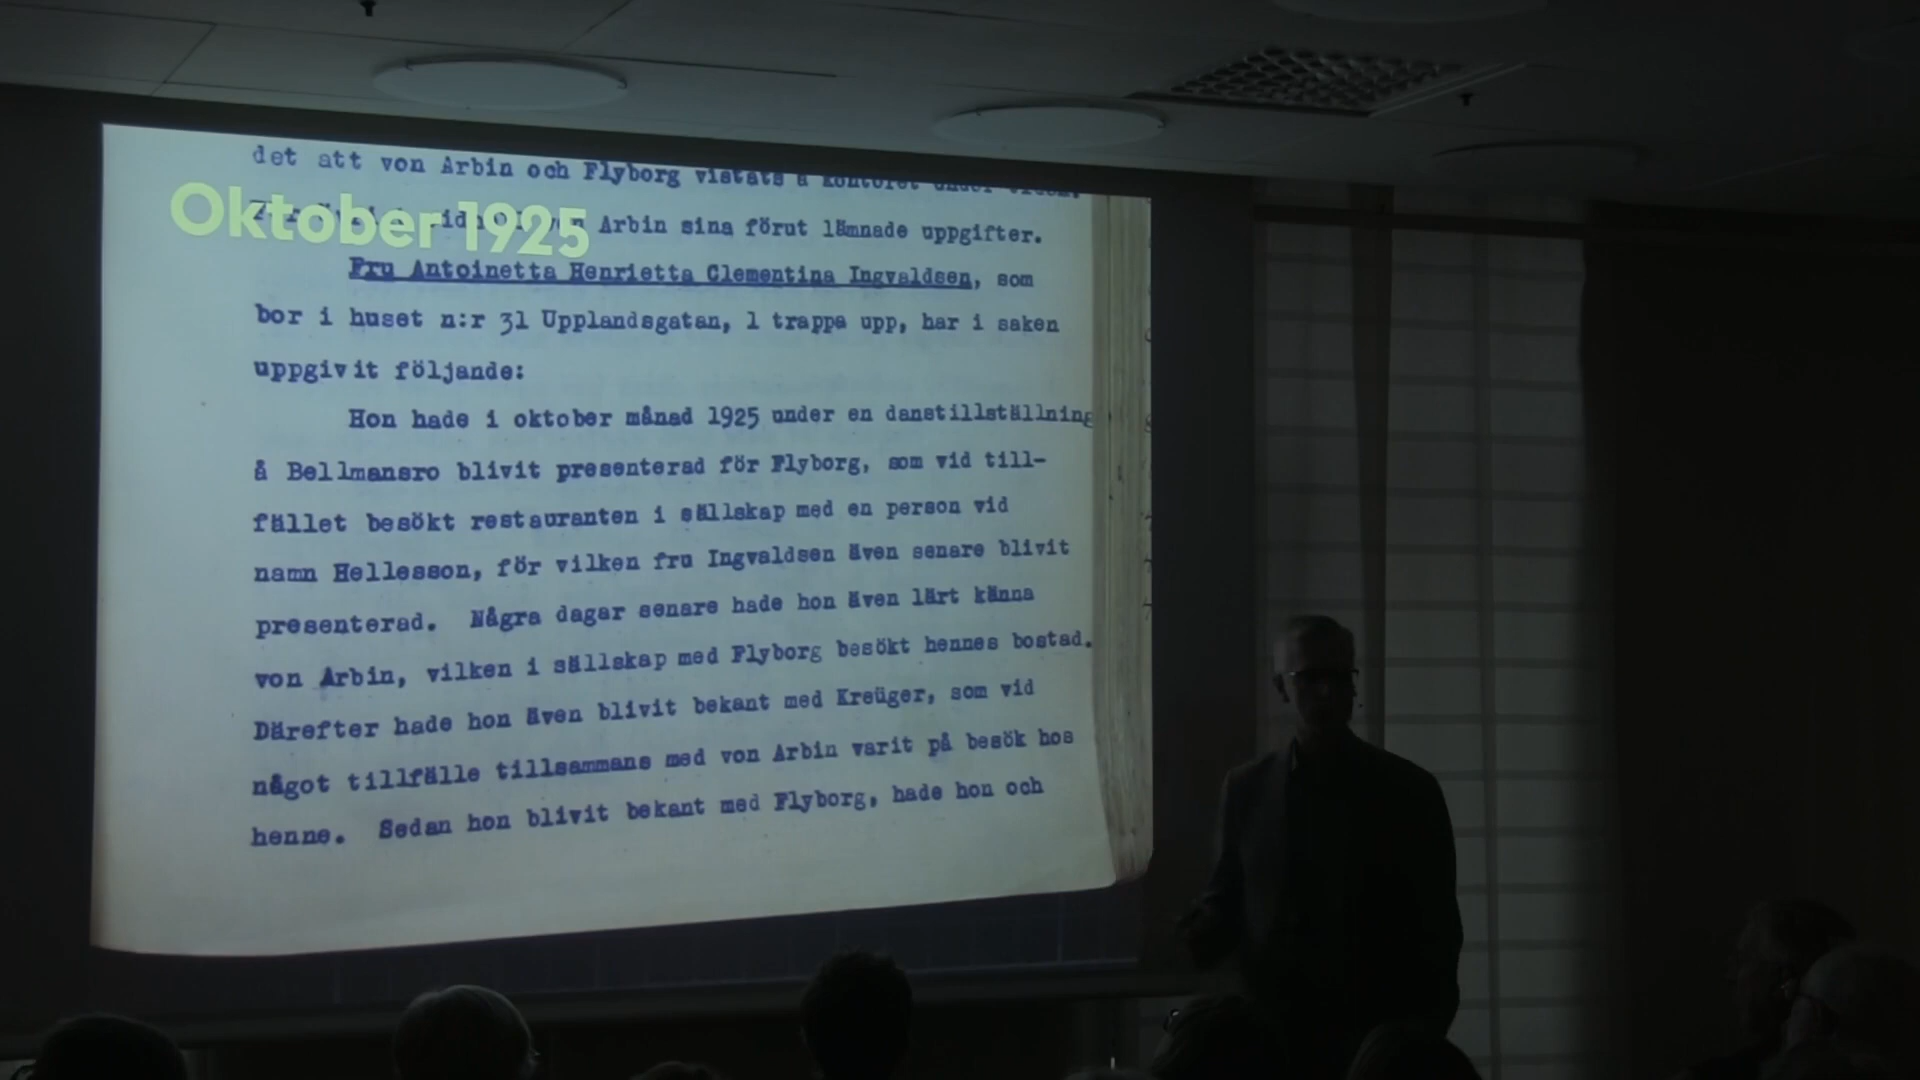 det att von Arbin och Flyborg vistats å kontoret under
Oktober 1925
von Arbin sina förut lämnade uppgifter.
Fru Antoinetta Henrietta Clementina Ingvaldsen, som
bor i huset n:r 31 Upplandsgatan, 1 trappa upp, har i saken
uppgivit följande:
Hon hade i oktober månad 1925 under en danstillställning
å Bellmansro blivit presenterad för Flyborg, som vid till-
fället besökt restauranten i sällskap med en person vid
namn Hellesson, för vilken fru Ingvaldsen även senare blivit
presenterad. Några dagar senare hade hon även lärt känna
von Arbin, vilken i sällskap med Flyborg besökt hennes bostad.
Därefter hade hon även blivit bekant med Kreüger, som vid
något tillfälle tillsammans med von Arbin varit på besök hos
henne. Sedan hon blivit bekant med Flyborg, hade hon och